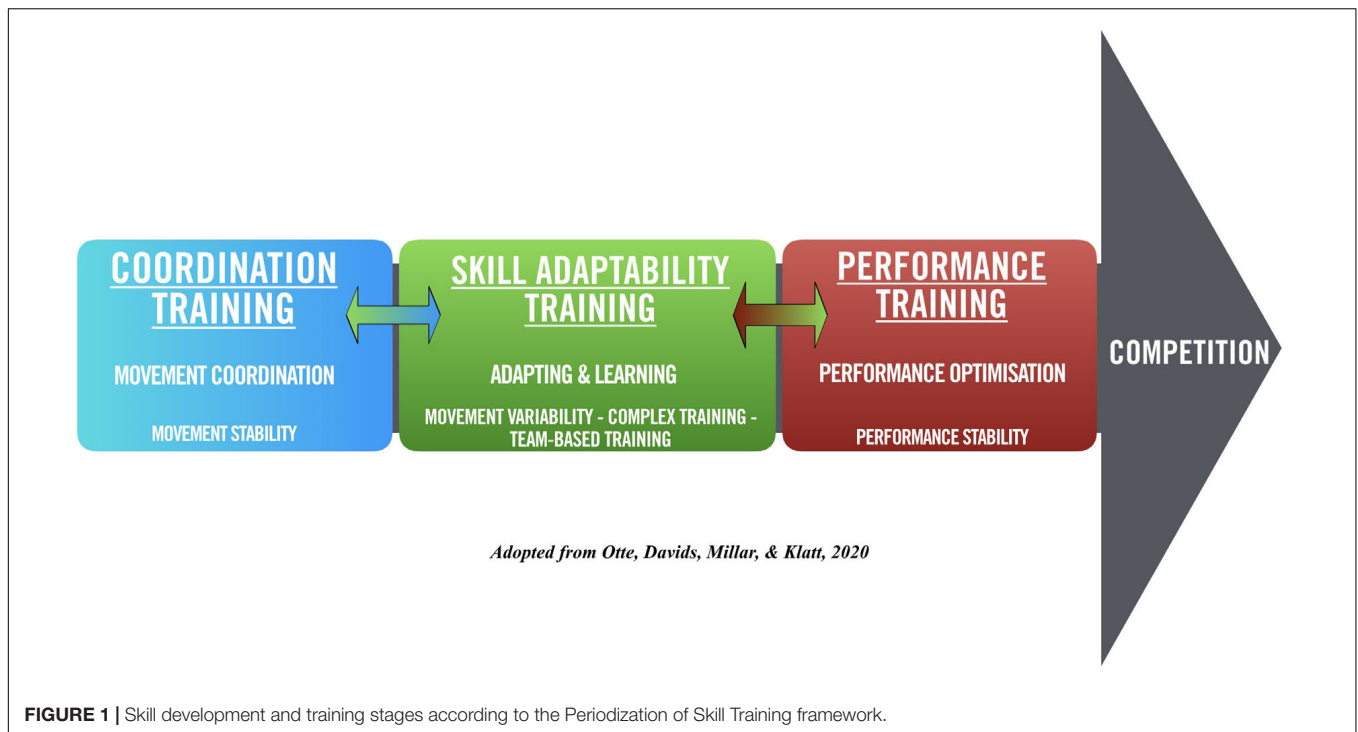 COORDINATION
TRAINING
MOVEMENT COORDINATION
MOVEMENT STABILITY
SKILL ADAPTABILITY
TRAINING
ADAPTING & LEARNING
MOVEMENT VARIABILITY - COMPLEX TRAINING -
TEAM-BASED TRAINING
PERFORMANCE
TRAINING
PERFORMANCE OPTIMISATION
PERFORMANCE STABILITY
COMPETITION
Adopted from Otte, Davids, Millar, & Klatt, 2020
FIGURE 1 | Skill development and training stages according to the Periodization of Skill Training framework.